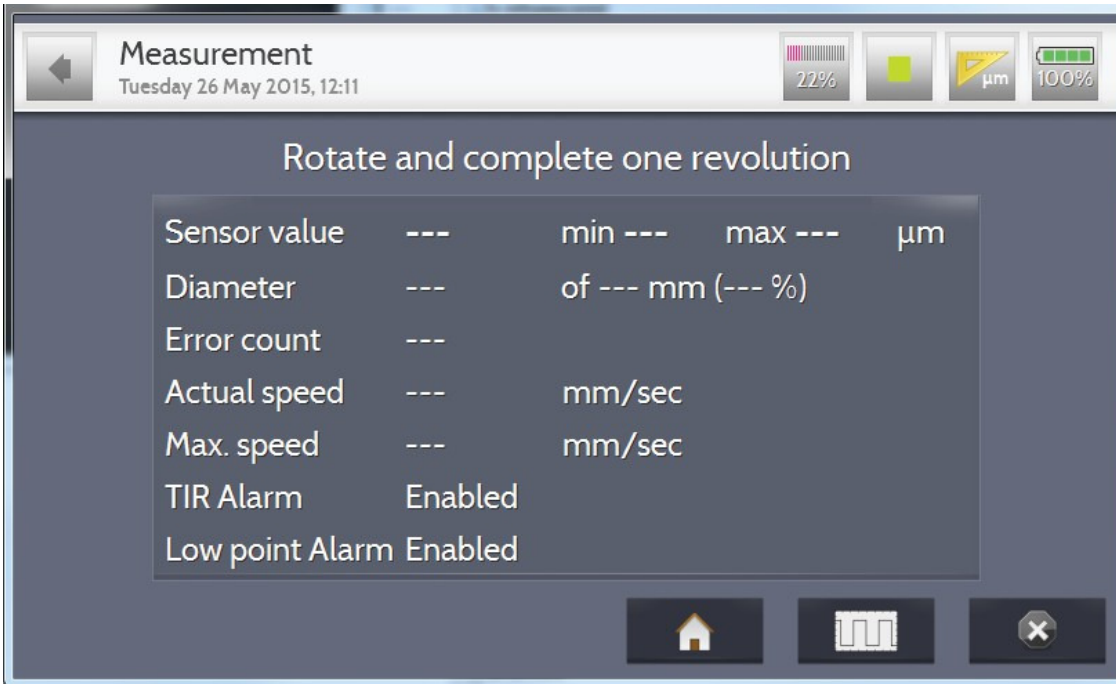 Measurement
Tuesday 26 May 2015, 12:11
22%
µm
100%
Rotate and complete one revolution
Sensor value --- min --- max --- µm
Diameter --- of --- mm (--- %)
Error count ---
Actual speed --- mm/sec
Max. speed --- mm/sec
TIR Alarm Enabled
Low point Alarm Enabled